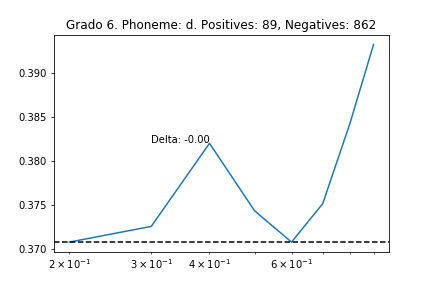 Grado 6. Phoneme: d. Positives: 89, Negatives: 862
0.390
0.385
Delta: -0.00
0.380
0.375
0.370
2 × 10⁻¹ 3 × 10⁻¹ 4 × 10⁻¹ 6 × 10⁻¹